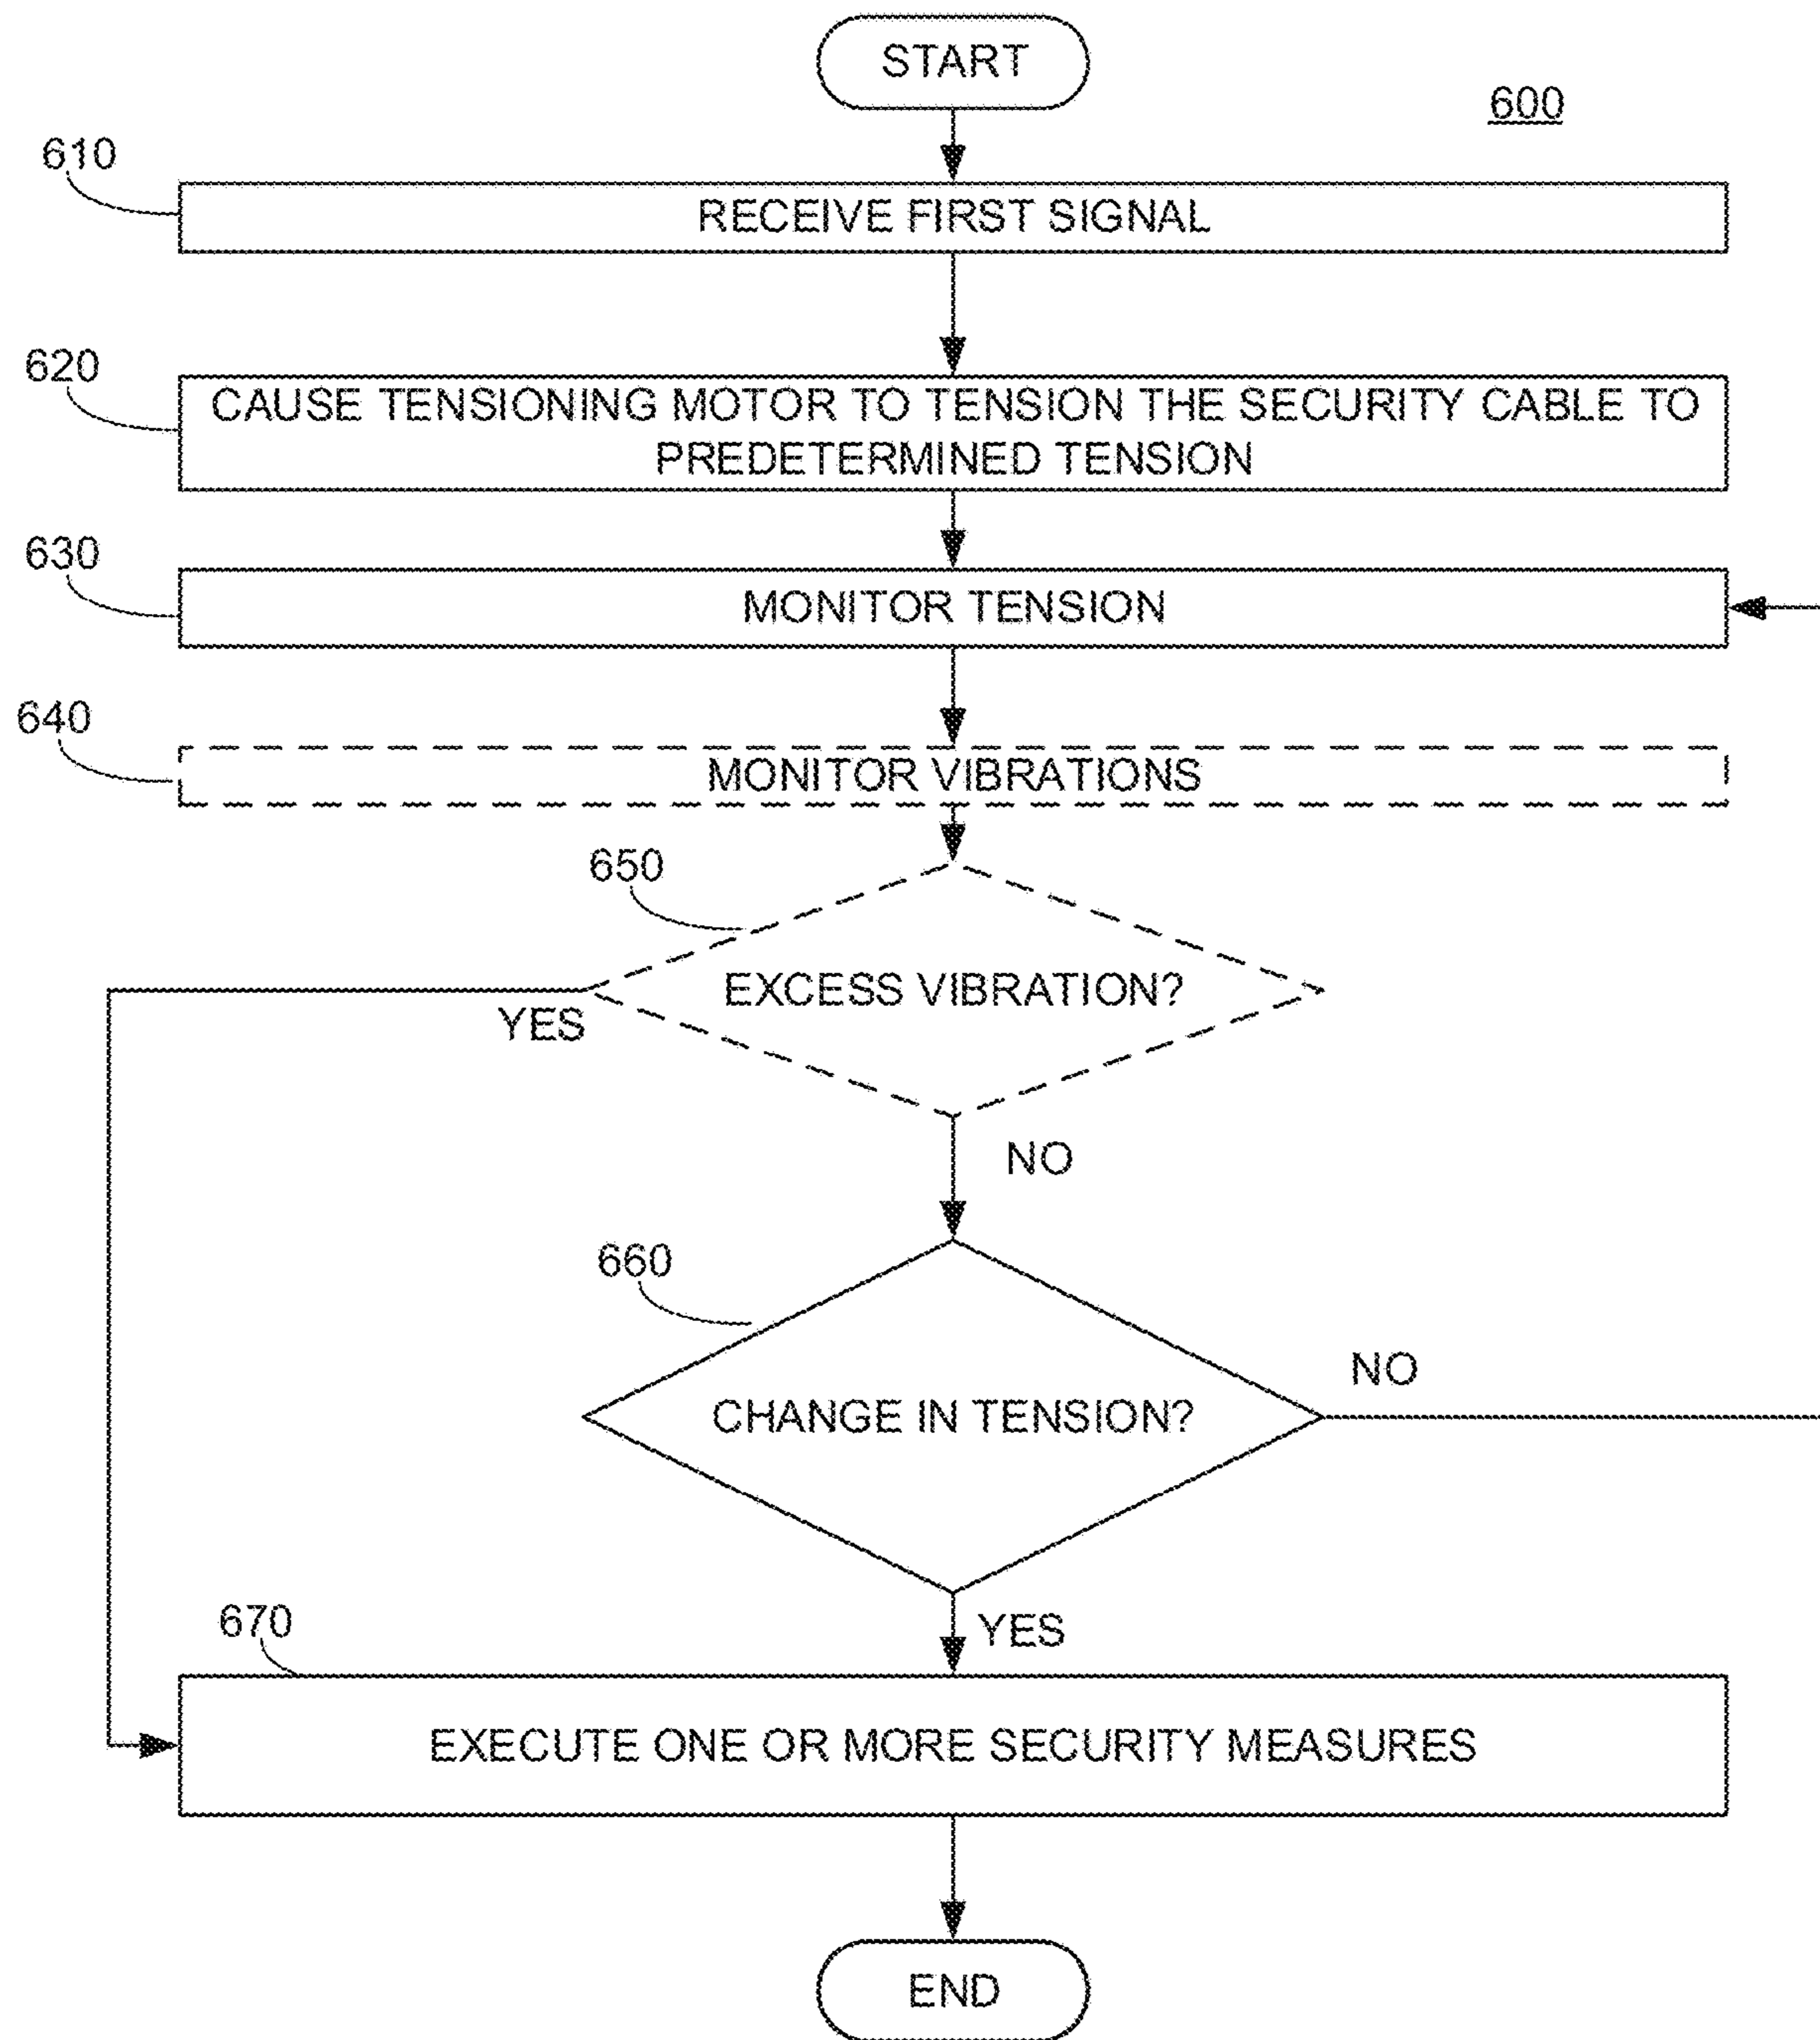 START
600
610
RECEIVE FIRST SIGNAL
620
CAUSE TENSIONING MOTOR TO TENSION THE SECURITY CABLE TO
PREDETERMINED TENSION
630
MONITOR TENSION
640
MONITOR VIBRATIONS
650
EXCESS VIBRATION?
YES
NO
660
NO
CHANGE IN TENSION?
670
YES
EXECUTE ONE OR MORE SECURITY MEASURES
END